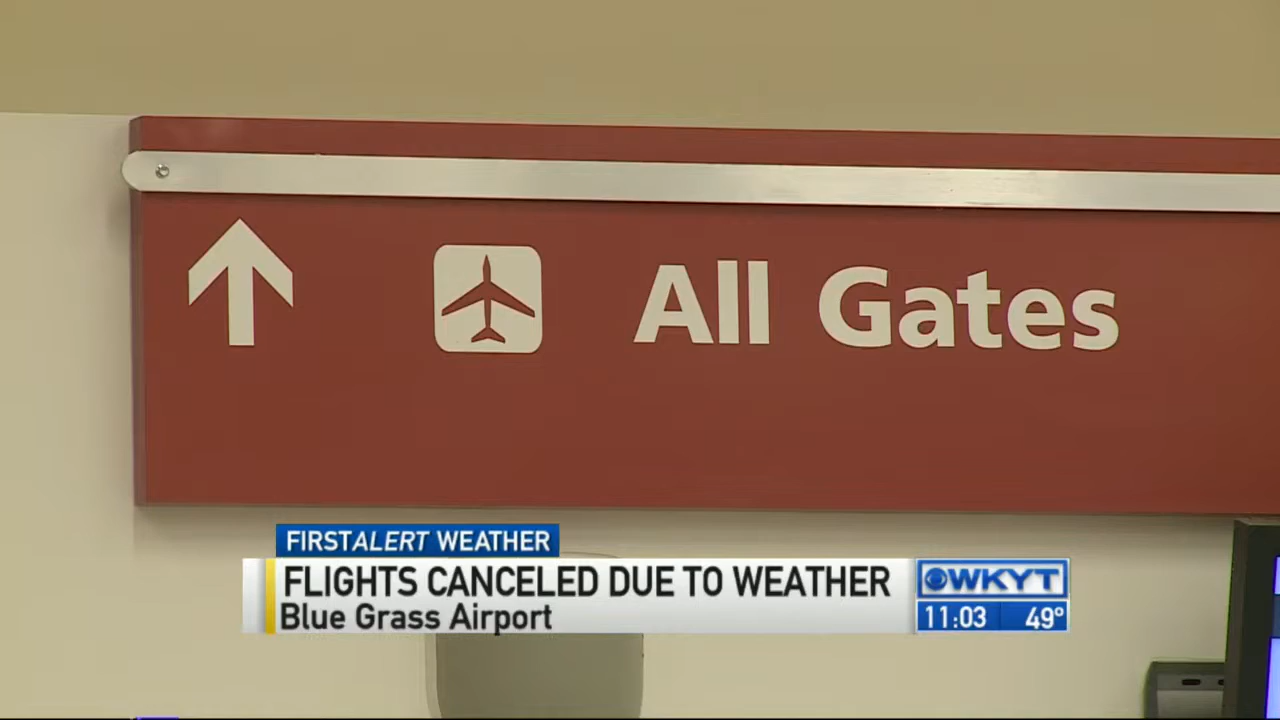 All Gates
FIRSTALERT WEATHER
FLIGHTS CANCELED DUE TO WEATHER
Blue Grass Airport
WKYT
11:03 49°